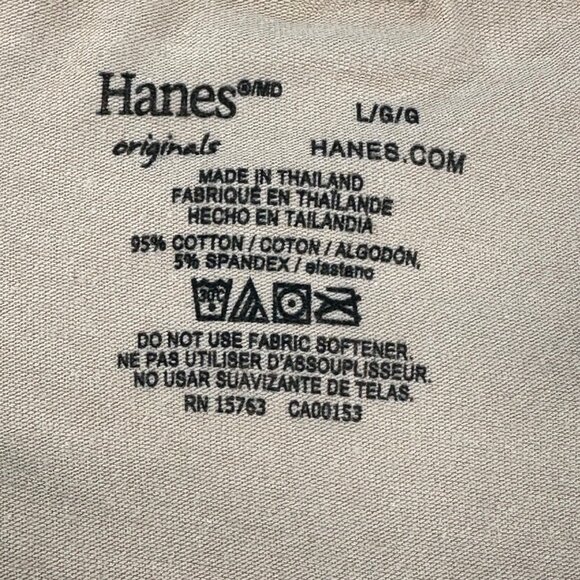 Hanes®/MD L/G/G
originals HANES.COM
MADE IN THAILAND
FABRIQUÉ EN THAÏLANDE
HECHO EN TAILANDIA
95% COTTON / COTON / ALGODÓN,
5% SPANDEX / elastano
30°C
DO NOT USE FABRIC SOFTENER.
NE PAS UTILISER D'ASSOUPLISSEUR.
NO USAR SUAVIZANTE DE TELAS.
RN 15763 CA00153